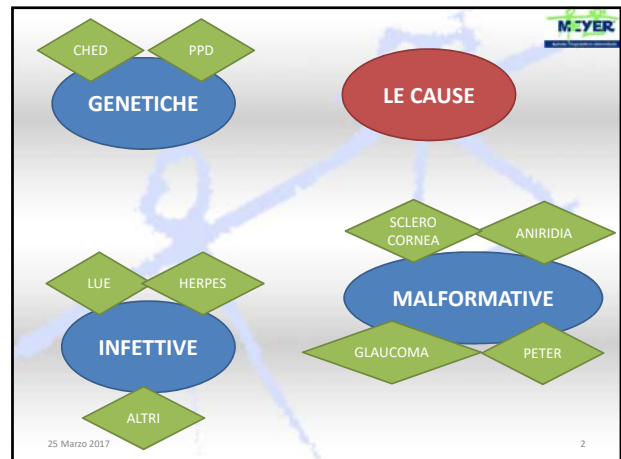 MEYER
CHED
PPD
GENETICHE
LE CAUSE
SCLERO
CORNEA
ANIRIDIA
MALFORMATIVE
GLAUCOMA
PETER
LUE
HERPES
INFETTIVE
ALTRI
25 Marzo 2017
2